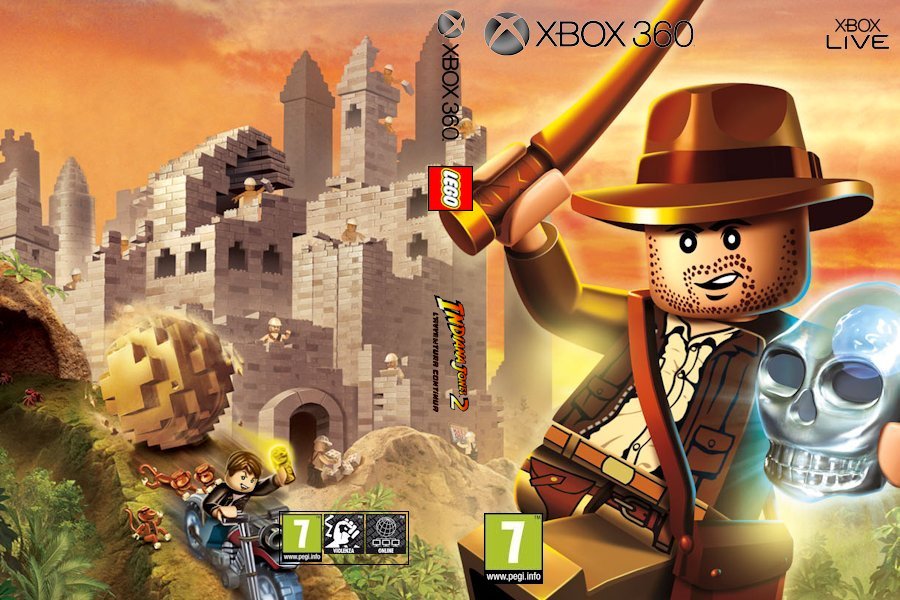 XBOX 360
LEGO
INDIANA JONES 2
L'AVVENTURA CONTINUA
7
www.pegi.info
VIOLENZA
ONLINE
XBOX 360
XBOX
LIVE
7
TM
www.pegi.info